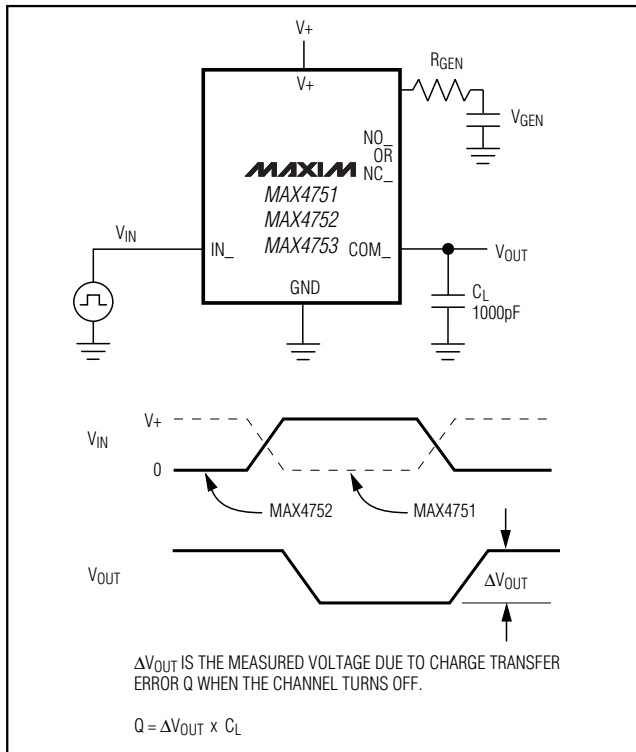 V+
V+
RGEN
VGEN
NO_
OR
NC_
MAXIM
MAX4751
MAX4752
MAX4753
VIN
IN_
COM_
VOUT
GND
CL
1000pF
V+
VIN
0
MAX4752
MAX4751
VOUT
ΔVOUT
ΔVOUT IS THE MEASURED VOLTAGE DUE TO CHARGE TRANSFER
ERROR Q WHEN THE CHANNEL TURNS OFF.
Q = ΔVOUT x CL